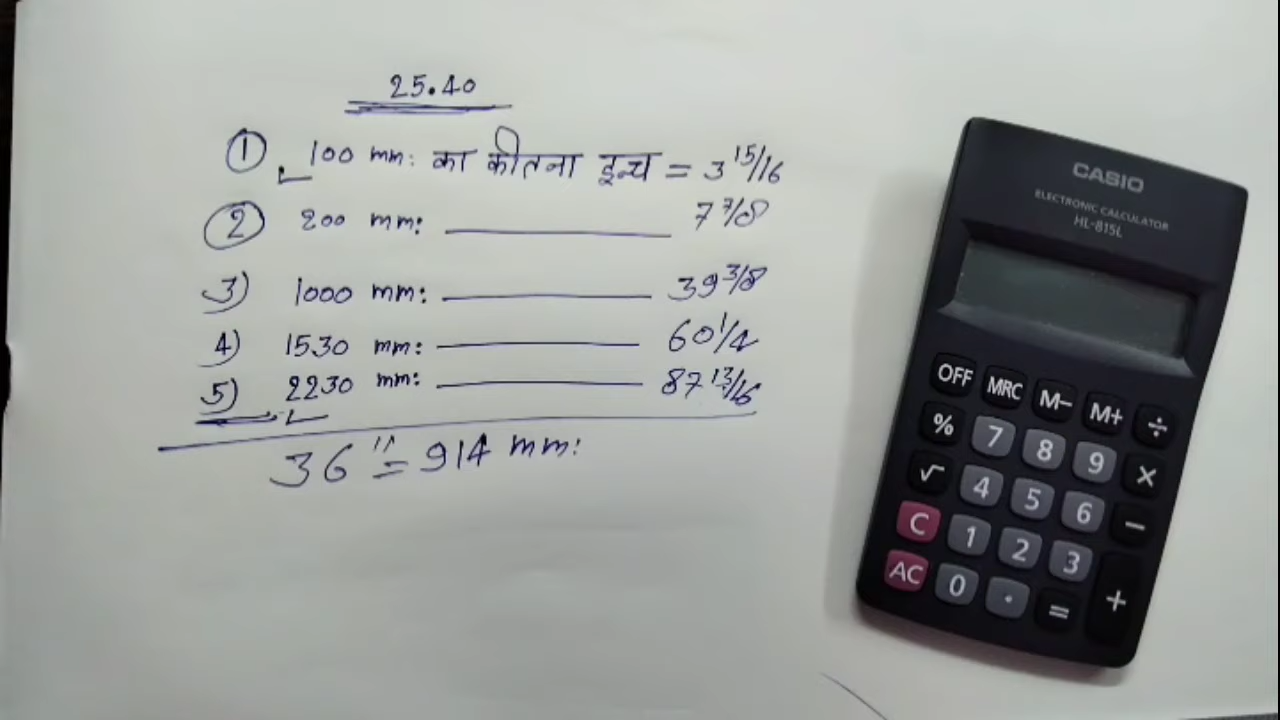 25.40
① 100 mm: का कीतना इन्च = 3 15/16
② 200 mm: 7 7/8
3) 1000 mm: 39 3/8
4) 1530 mm: 60 1/4
5) 2230 mm: 87 13/16
36" = 914 mm:
CASIO
ELECTRONIC CALCULATOR
HL-815L
OFF MRC M− M+ ÷
% 7 8 9 ×
√ 4 5 6 −
C 1 2 3
AC 0 · = +